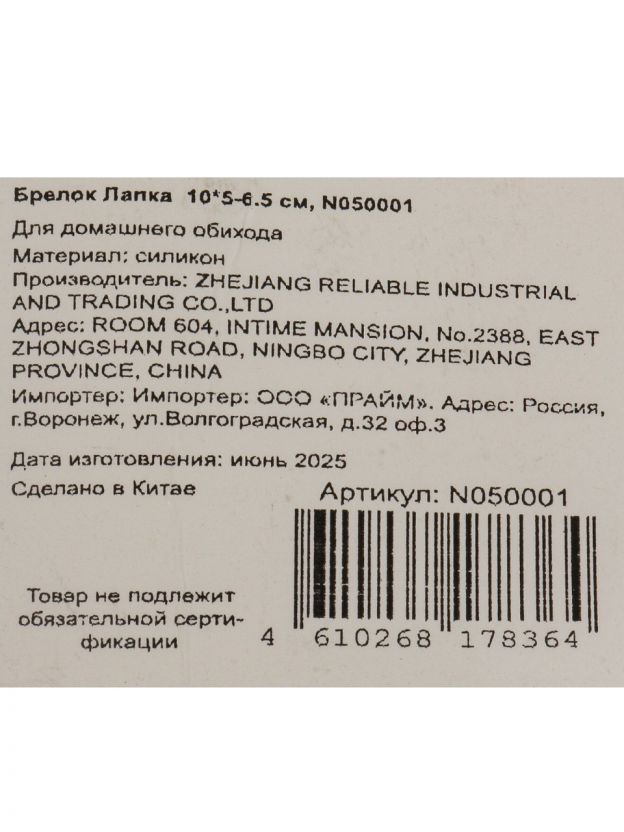 Брелок Лапка 10*5-6.5 см, N050001
Для домашнего обихода
Материал: силикон
Производитель: ZHEJIANG RELIABLE INDUSTRIAL
AND TRADING CO.,LTD
Адрес: ROOM 604, INTIME MANSION, No.2388, EAST
ZHONGSHAN ROAD, NINGBO CITY, ZHEJIANG
PROVINCE, CHINA
Импортер: Импортер: ООО «ПРАЙМ». Адрес: Россия,
г.Воронеж, ул.Волгоградская, д.32 оф.3
Дата изготовления: июнь 2025
Сделано в Китае
Артикул: N050001
Товар не подлежит
обязательной серти-
фикации
4 610268 178364